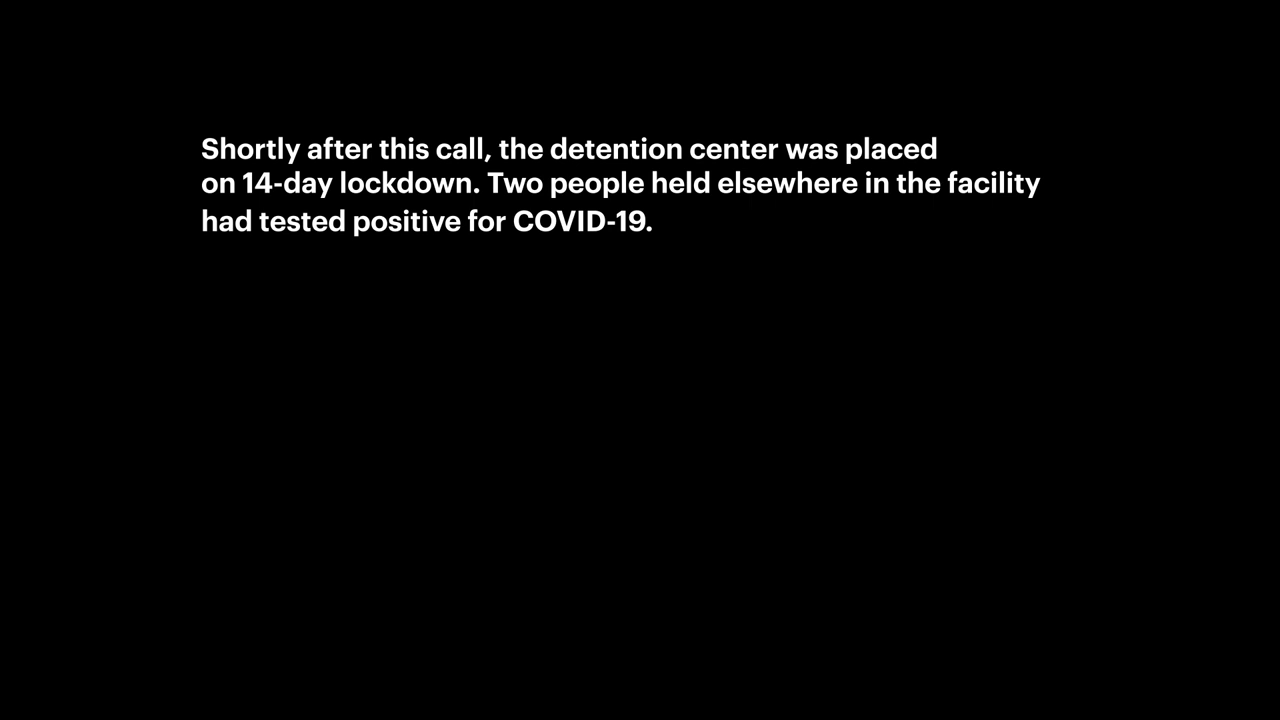 Shortly after this call, the detention center was placed
on 14-day lockdown. Two people held elsewhere in the facility
had tested positive for COVID-19.